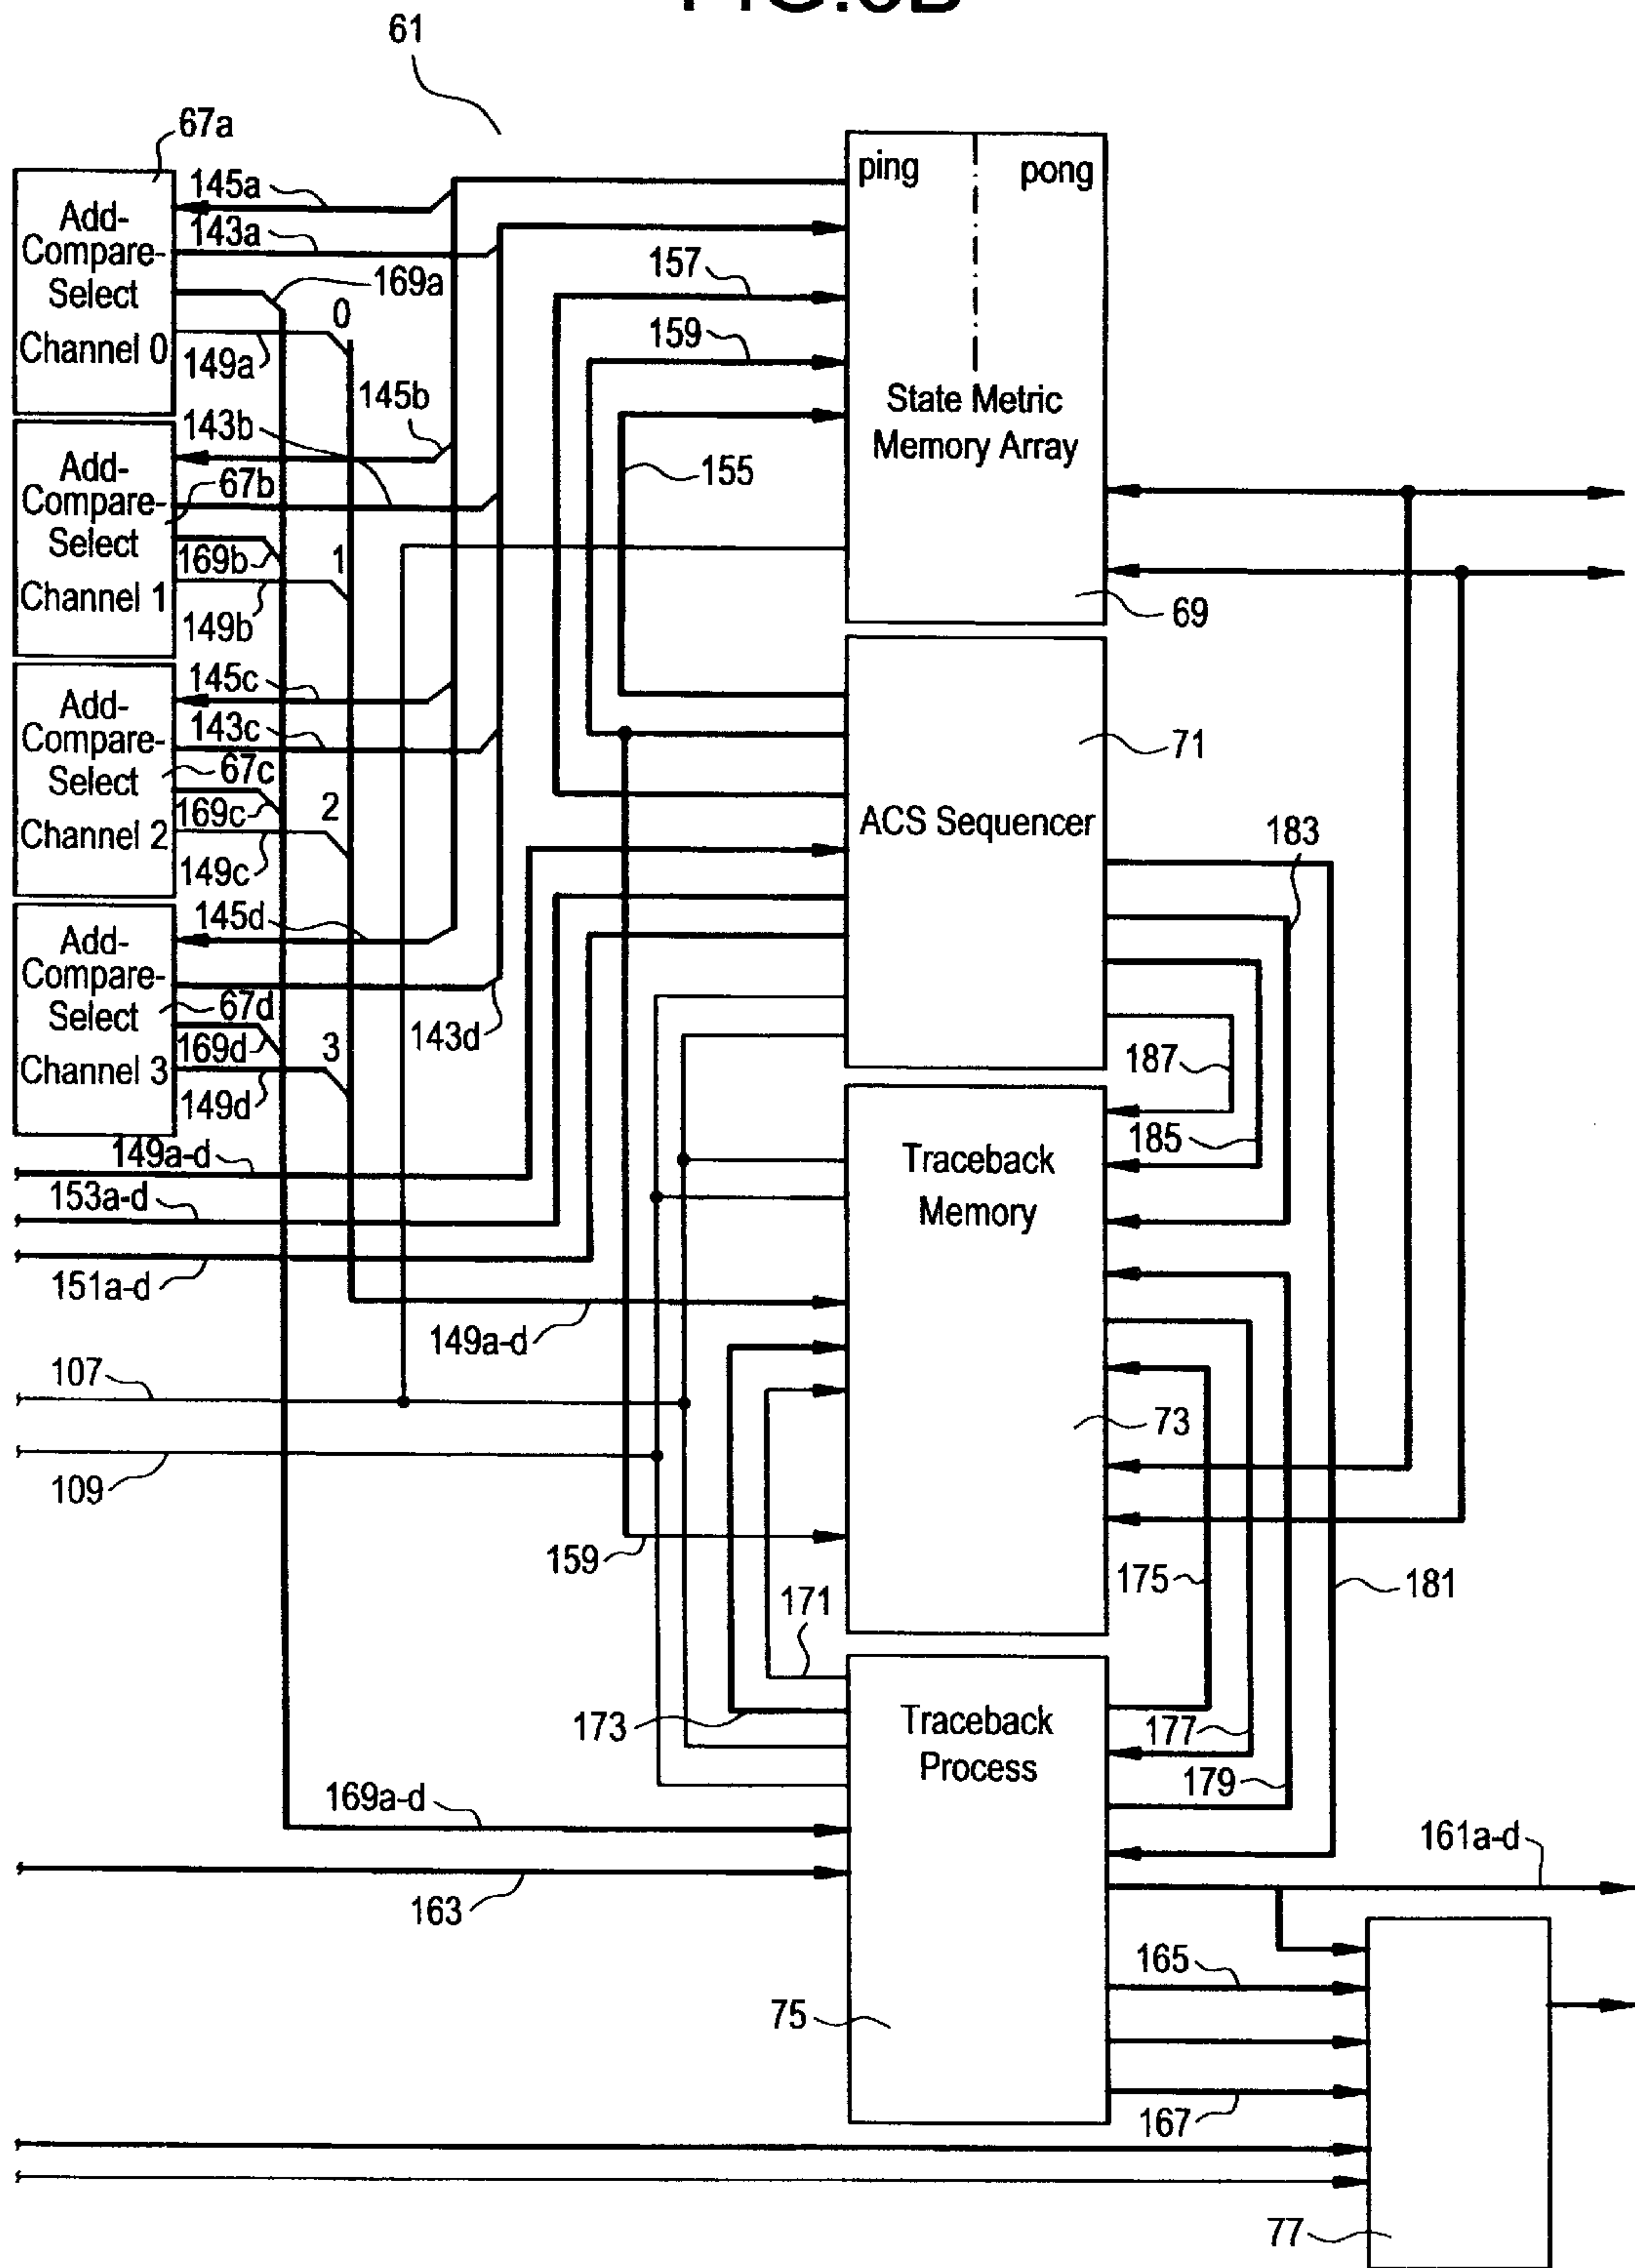 FIG.6B
61
67a
145a
Add-
Compare-
Select
Channel 0
143a
169a
0
149a
ping
pong
157
159
State Metric
Memory Array
155
69
145b
143b
Add-
Compare-
Select
Channel 1
67b
169b
1
149b
145c
Add-
Compare-
Select
Channel 2
143c
67c
169c
2
149c
71
ACS Sequencer
183
145d
Add-
Compare-
Select
Channel 3
67d
169d
143d
3
149d
187
185
149a-d
153a-d
151a-d
Traceback
Memory
149a-d
107
109
73
159
175
181
171
173
Traceback
Process
177
179
169a-d
161a-d
163
165
75
167
77